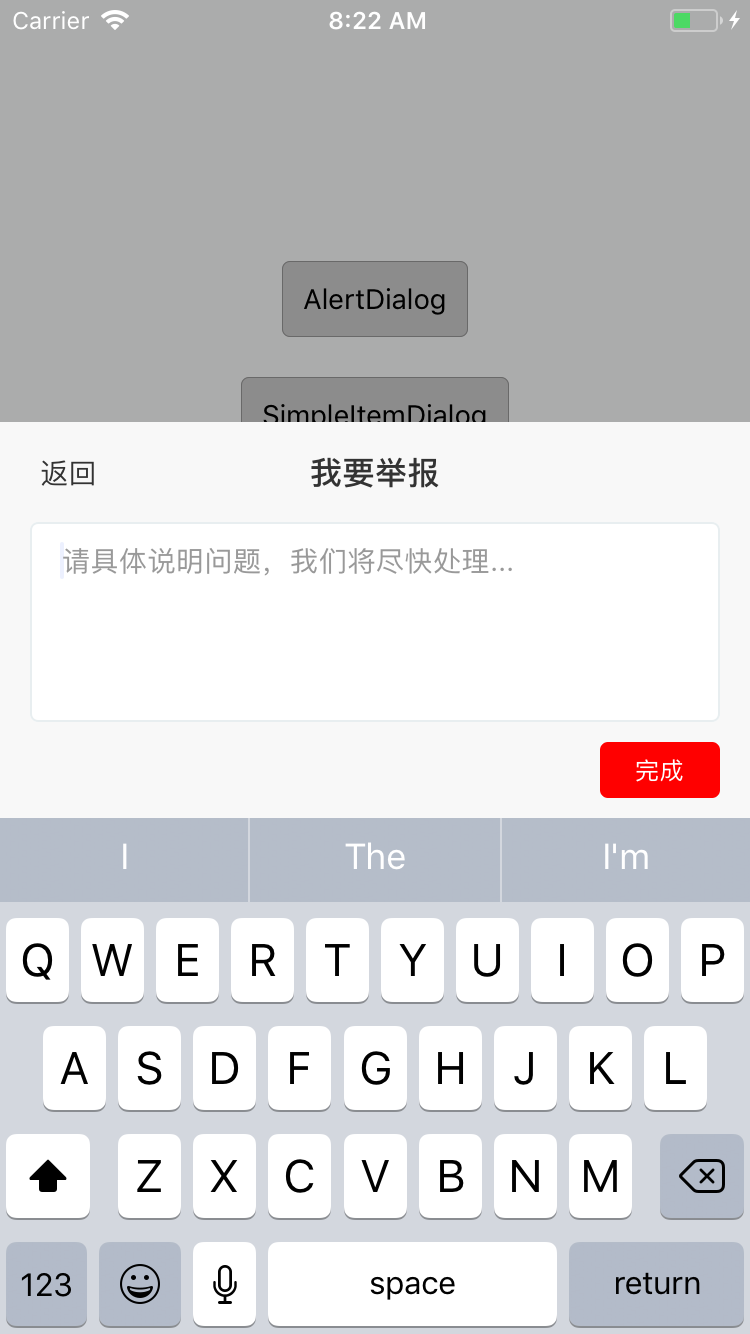 Carrier 8:22 AM
AlertDialog
SimpleItemDialog
返回 我要举报
请具体说明问题，我们将尽快处理...
完成
I The I'm
Q W E R T Y U I O P
A S D F G H J K L
Z X C V B N M
123 space return